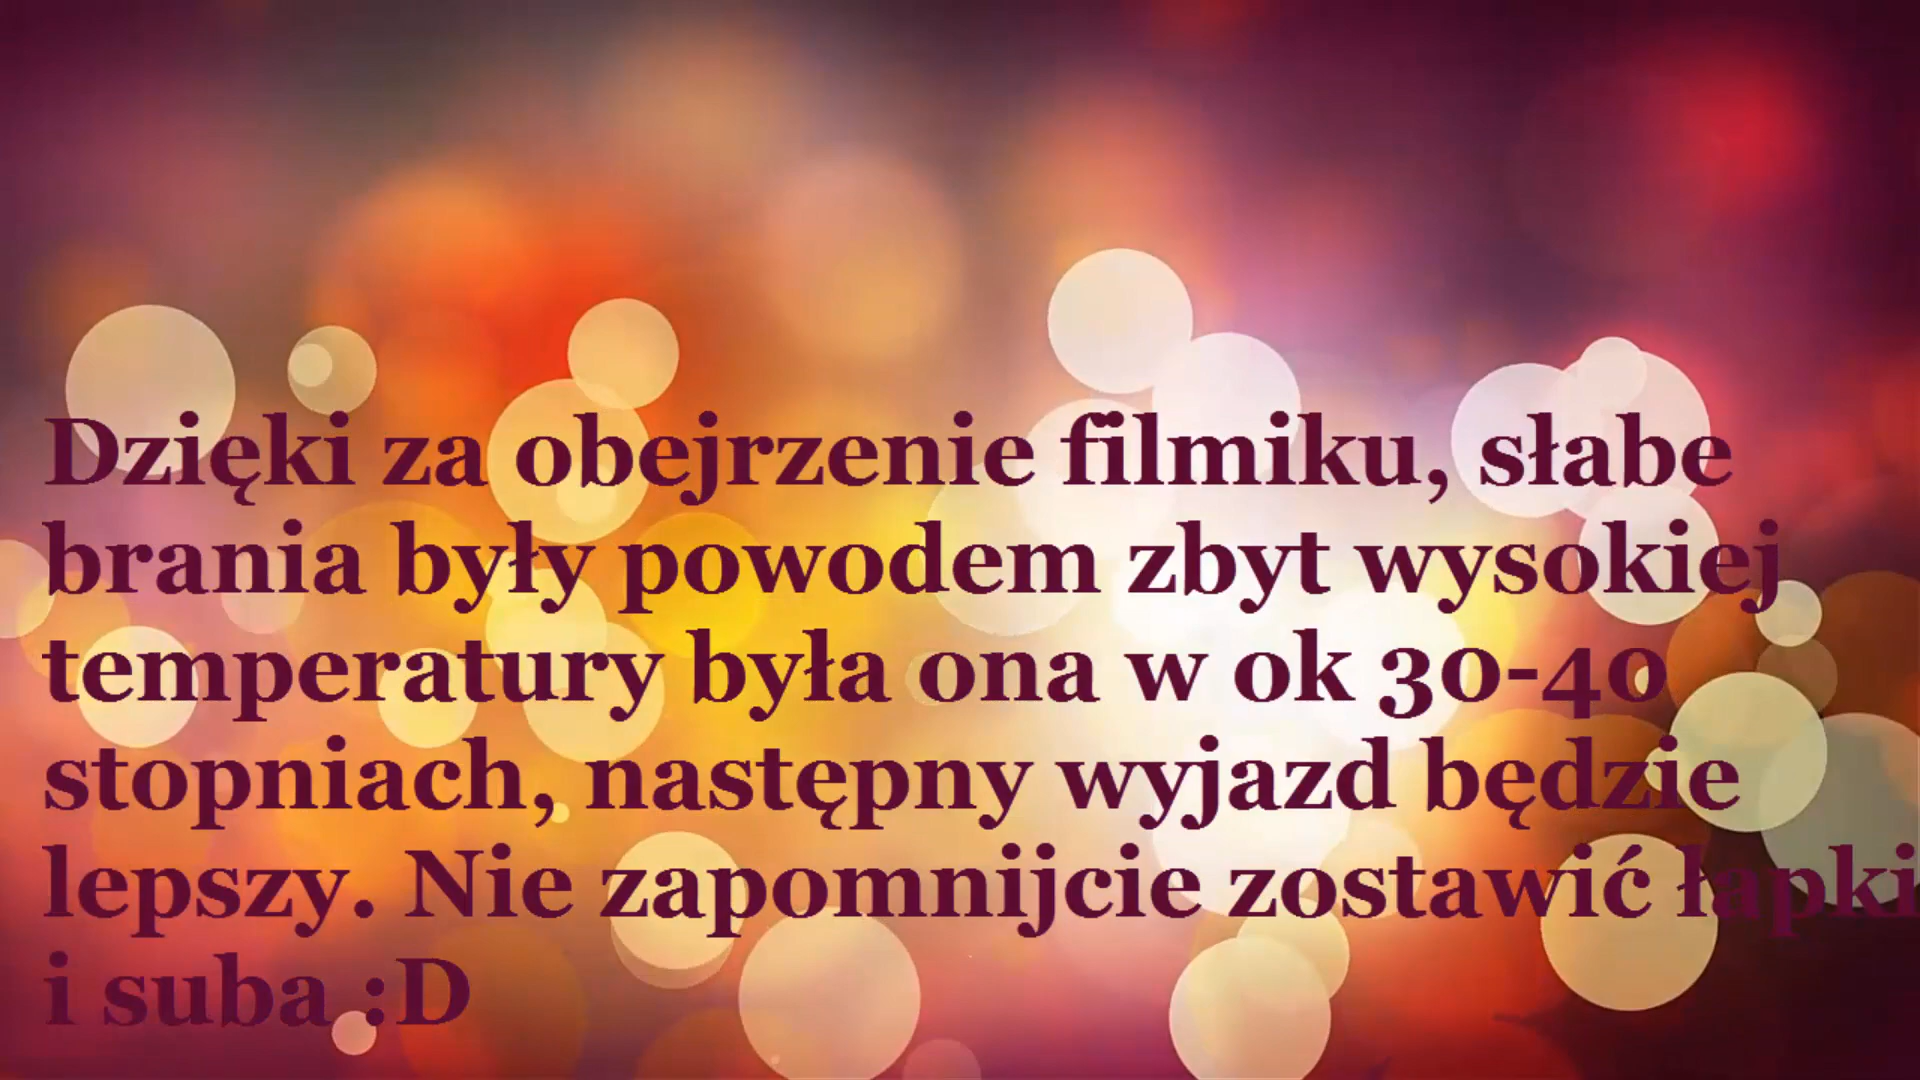 Dzięki za obejrzenie filmiku, słabe
brania były powodem zbyt wysokiej
temperatury była ona w ok 30-40
stopniach, następny wyjazd będzie
lepszy. Nie zapomnijcie zostawić łapki
i suba :D